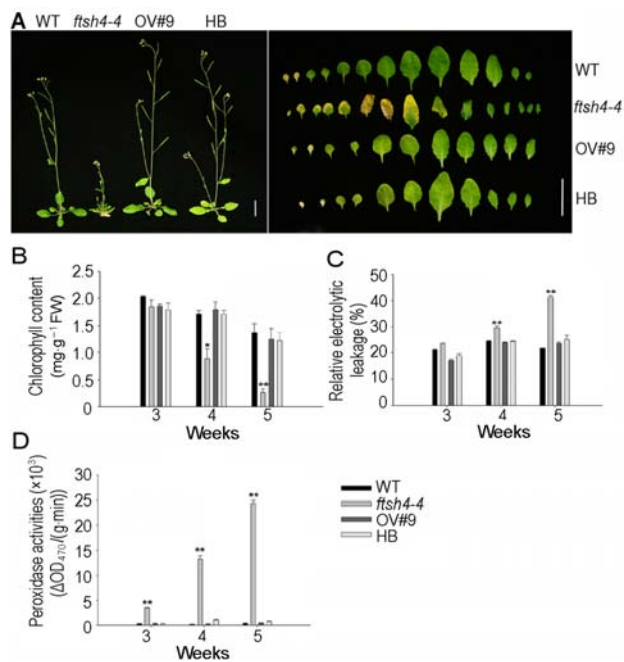 A WT ftsh4-4 OV#9 HB
WT
ftsh4-4
OV#9
HB
B
Chlorophyll content
(mg·g⁻¹ FW)
2.5
2.0
1.5
1.0
0.5
0
*
**
3 4 5
Weeks
C
Relative electrolytic
leakage (%)
50
40
30
20
10
0
**
**
3 4 5
Weeks
D
Peroxidase activities (×10³)
(ΔOD₄₇₀/(g·min))
30
25
20
15
10
5
0
**
**
**
3 4 5
Weeks
WT
ftsh4-4
OV#9
HB